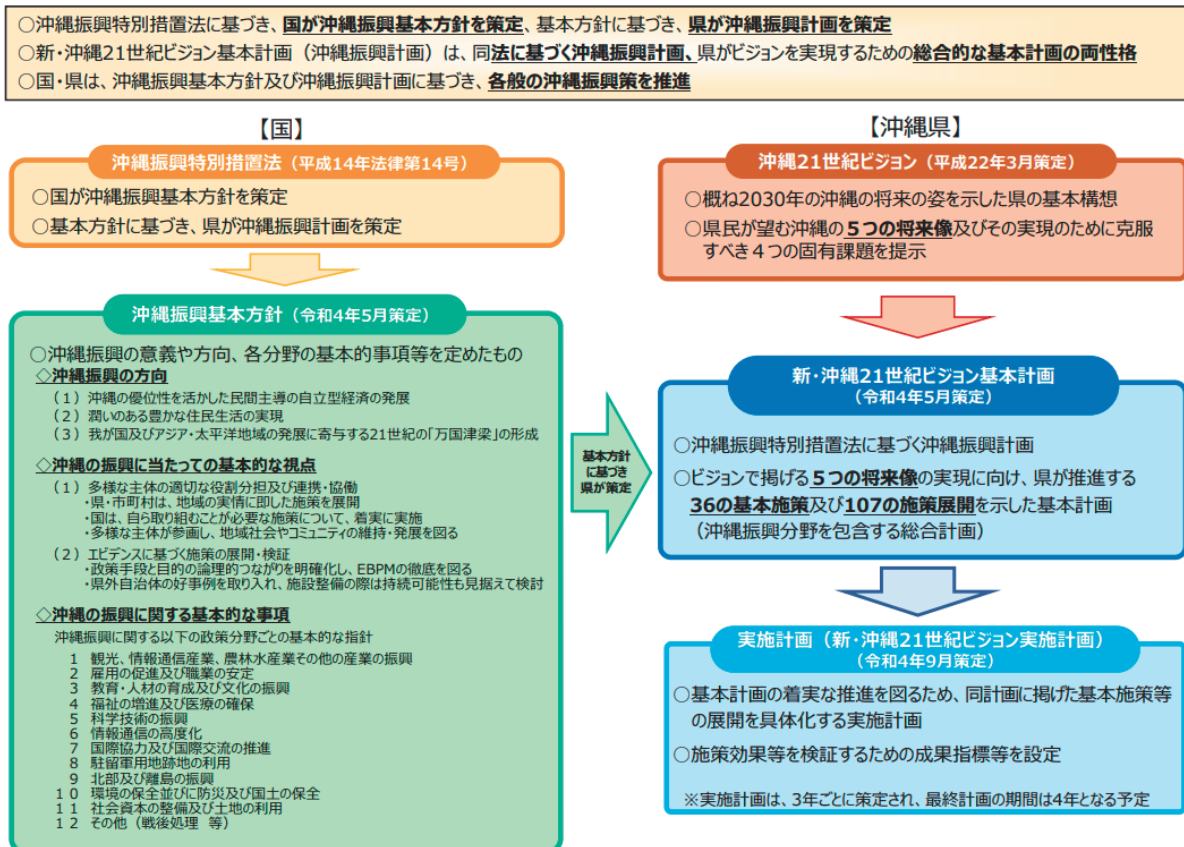 ○沖縄振興特別措置法に基づき、国が沖縄振興基本方針を策定、基本方針に基づき、県が沖縄振興計画を策定
○新・沖縄21世紀ビジョン基本計画（沖縄振興計画）は、同法に基づく沖縄振興計画、県がビジョンを実現するための総合的な基本計画の両性格
○国・県は、沖縄振興基本方針及び沖縄振興計画に基づき、各般の沖縄振興策を推進
【国】
沖縄振興特別措置法（平成14年法律第14号）
○国が沖縄振興基本方針を策定
○基本方針に基づき、県が沖縄振興計画を策定
沖縄振興基本方針（令和4年5月策定）
○沖縄振興の意義や方向、各分野の基本的事項等を定めたもの
◇沖縄振興の方向
（1）沖縄の優位性を活かした民間主導の自立型経済の発展
（2）潤いのある豊かな住民生活の実現
（3）我が国及びアジア・太平洋地域の発展に寄与する21世紀の「万国津梁」の形成
◇沖縄の振興に当たっての基本的な視点
（1）多様な主体の適切な役割分担及び連携・協働
・県・市町村は、地域の実情に即した施策を展開
・国は、自ら取り組むことが必要な施策について、着実に実施
・多様な主体が参画し、地域社会やコミュニティの維持・発展を図る
（2）エビデンスに基づく施策の展開・検証
・政策手段と目的の論理的つながりを明確化し、EBPMの徹底を図る
・県外自治体の好事例を取り入れ、施設整備の際は持続可能性も見据えて検討
◇沖縄の振興に関する基本的な事項
沖縄振興に関する以下の政策分野ごとの基本的な指針
1 観光、情報通信産業、農林水産業その他の産業の振興
2 雇用の促進及び職業の安定
3 教育・人材の育成及び文化の振興
4 福祉の増進及び医療の確保
5 科学技術の振興
6 情報通信の高度化
7 国際協力及び国際交流の推進
8 駐留軍用地跡地の利用
9 北部及び離島の振興
10 環境の保全並びに防災及び国土の保全
11 社会資本の整備及び土地の利用
12 その他（戦後処理 等）
基本方針
に基づき
県が策定
【沖縄県】
沖縄21世紀ビジョン（平成22年3月策定）
○概ね2030年の沖縄の将来の姿を示した県の基本構想
○県民が望む沖縄の５つの将来像及びその実現のために克服
すべき４つの固有課題を提示
新・沖縄21世紀ビジョン基本計画
（令和4年5月策定）
○沖縄振興特別措置法に基づく沖縄振興計画
○ビジョンで掲げる５つの将来像の実現に向け、県が推進する
36の基本施策及び107の施策展開を示した基本計画
（沖縄振興分野を包含する総合計画）
実施計画（新・沖縄21世紀ビジョン実施計画）
（令和4年9月策定）
○基本計画の着実な推進を図るため、同計画に掲げた基本施策等
の展開を具体化する実施計画
○施策効果等を検証するための成果指標等を設定
※実施計画は、3年ごとに策定され、最終計画の期間は4年となる予定